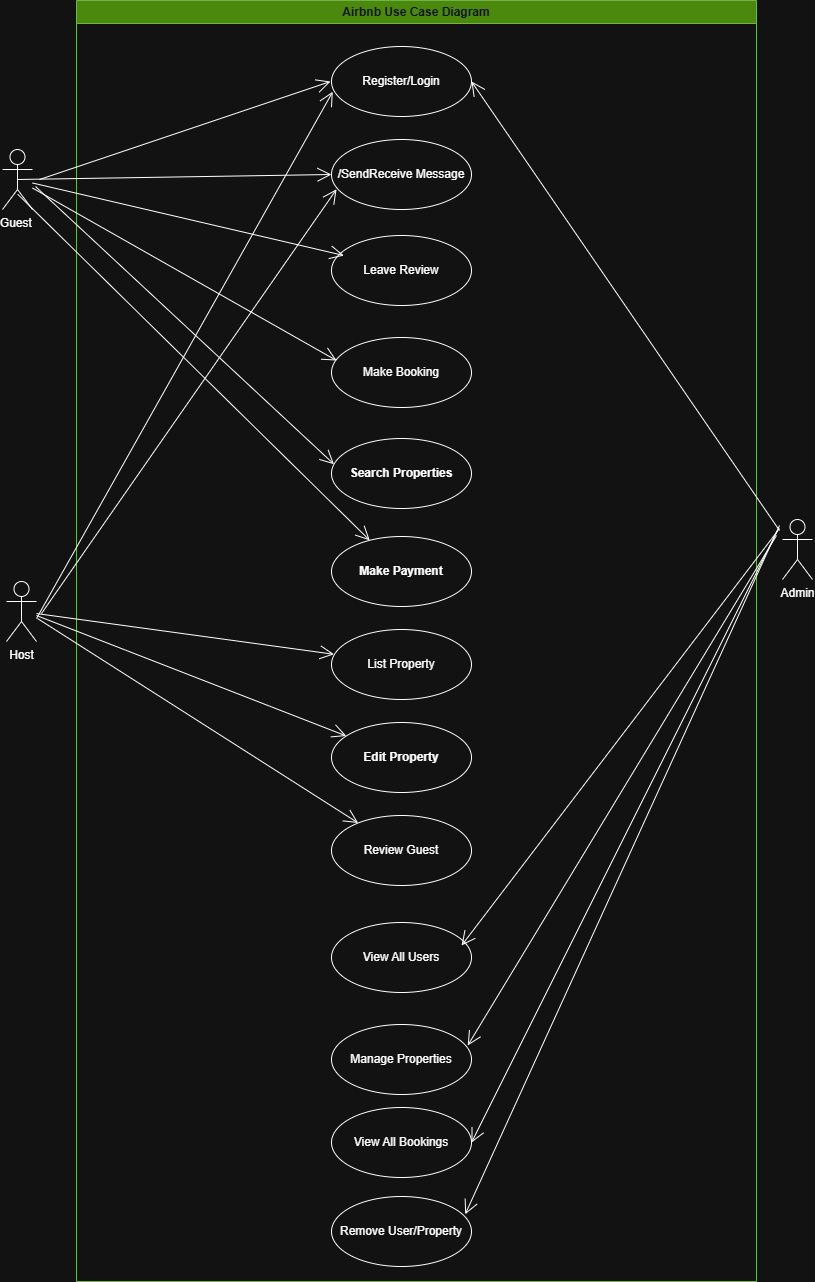 Airbnb Use Case Diagram
Register/Login
/SendReceive Message
Guest
Leave Review
Make Booking
Search Properties
Make Payment
Admin
Host
List Property
Edit Property
Review Guest
View All Users
Manage Properties
View All Bookings
Remove User/Property